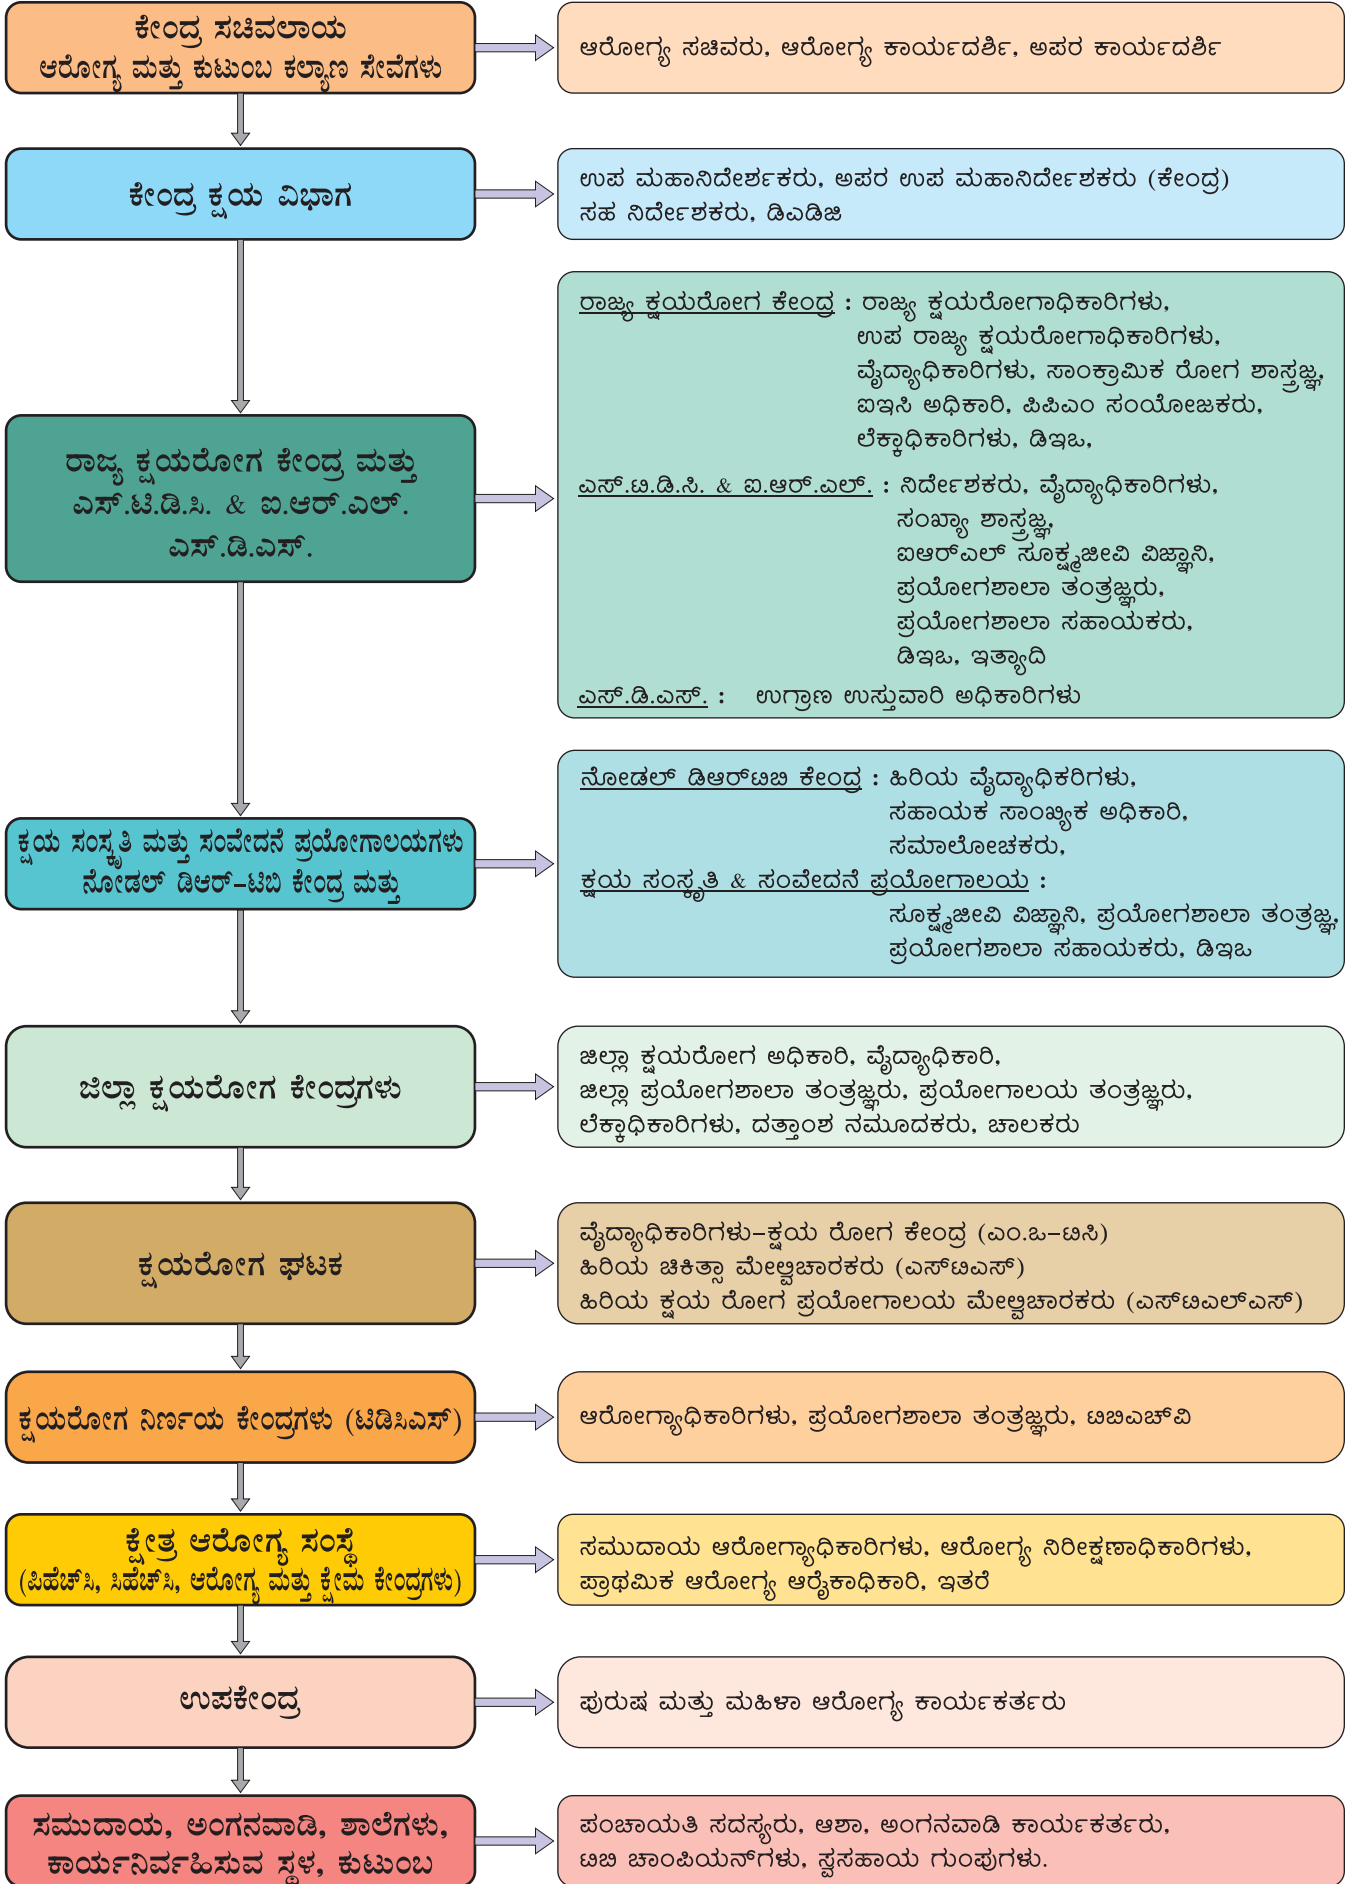 ಕೇಂದ್ರ ಸಚಿವಲಾಯ
ಆರೋಗ್ಯ ಮತ್ತು ಕುಟುಂಬ ಕಲ್ಯಾಣ ಸೇವೆಗಳು
ಆರೋಗ್ಯ ಸಚಿವರು, ಆರೋಗ್ಯ ಕಾರ್ಯದರ್ಶಿ, ಅಪರ ಕಾರ್ಯದರ್ಶಿ
ಕೇಂದ್ರ ಕ್ಷಯ ವಿಭಾಗ
ಉಪ ಮಹಾನಿದೇರ್ಶಕರು, ಅಪರ ಉಪ ಮಹಾನಿರ್ದೇಶಕರು (ಕೇಂದ್ರ)
ಸಹ ನಿರ್ದೇಶಕರು, ಡಿಎಡಿಜಿ
ರಾಜ್ಯ ಕ್ಷಯರೋಗ ಕೇಂದ್ರ ಮತ್ತು
ಎಸ್.ಟಿ.ಡಿ.ಸಿ. & ಐ.ಆರ್.ಎಲ್.
ಎಸ್.ಡಿ.ಎಸ್.
ರಾಜ್ಯ ಕ್ಷಯರೋಗ ಕೇಂದ್ರ : ರಾಜ್ಯ ಕ್ಷಯರೋಗಾಧಿಕಾರಿಗಳು,
ಉಪ ರಾಜ್ಯ ಕ್ಷಯರೋಗಾಧಿಕಾರಿಗಳು,
ವೈದ್ಯಾಧಿಕಾರಿಗಳು, ಸಾಂಕ್ರಾಮಿಕ ರೋಗ ಶಾಸ್ತ್ರಜ್ಞ,
ಐಇಸಿ ಅಧಿಕಾರಿ, ಪಿಪಿಎಂ ಸಂಯೋಜಕರು,
ಲೆಕ್ಕಾಧಿಕಾರಿಗಳು, ಡಿಇಒ,
ಎಸ್.ಟಿ.ಡಿ.ಸಿ. & ಐ.ಆರ್.ಎಲ್. : ನಿರ್ದೇಶಕರು, ವೈದ್ಯಾಧಿಕಾರಿಗಳು,
ಸಂಖ್ಯಾ ಶಾಸ್ತ್ರಜ್ಞ,
ಐಆರ್‌ಎಲ್ ಸೂಕ್ಷ್ಮಜೀವಿ ವಿಜ್ಞಾನಿ,
ಪ್ರಯೋಗಶಾಲಾ ತಂತ್ರಜ್ಞರು,
ಪ್ರಯೋಗಶಾಲಾ ಸಹಾಯಕರು,
ಡಿಇಒ, ಇತ್ಯಾದಿ
ಎಸ್.ಡಿ.ಎಸ್. : ಉಗ್ರಾಣ ಉಸ್ತುವಾರಿ ಅಧಿಕಾರಿಗಳು
ಕ್ಷಯ ಸಂಸ್ಕೃತಿ ಮತ್ತು ಸಂವೇದನೆ ಪ್ರಯೋಗಾಲಯಗಳು
ನೋಡಲ್ ಡಿಆರ್-ಟಿಬಿ ಕೇಂದ್ರ ಮತ್ತು
ನೋಡಲ್ ಡಿಆರ್‌ಟಿಬಿ ಕೇಂದ್ರ : ಹಿರಿಯ ವೈದ್ಯಾಧಿಕರಿಗಳು,
ಸಹಾಯಕ ಸಾಂಖ್ಯಿಕ ಅಧಿಕಾರಿ,
ಸಮಾಲೋಚಕರು,
ಕ್ಷಯ ಸಂಸ್ಕೃತಿ & ಸಂವೇದನೆ ಪ್ರಯೋಗಾಲಯ :
ಸೂಕ್ಷ್ಮಜೀವಿ ವಿಜ್ಞಾನಿ, ಪ್ರಯೋಗಶಾಲಾ ತಂತ್ರಜ್ಞ,
ಪ್ರಯೋಗಶಾಲಾ ಸಹಾಯಕರು, ಡಿಇಒ
ಜಿಲ್ಲಾ ಕ್ಷಯರೋಗ ಕೇಂದ್ರಗಳು
ಜಿಲ್ಲಾ ಕ್ಷಯರೋಗ ಅಧಿಕಾರಿ, ವೈದ್ಯಾಧಿಕಾರಿ,
ಜಿಲ್ಲಾ ಪ್ರಯೋಗಶಾಲಾ ತಂತ್ರಜ್ಞರು, ಪ್ರಯೋಗಾಲಯ ತಂತ್ರಜ್ಞರು,
ಲೆಕ್ಕಾಧಿಕಾರಿಗಳು, ದತ್ತಾಂಶ ನಮೂದಕರು, ಚಾಲಕರು
ಕ್ಷಯರೋಗ ಘಟಕ
ವೈದ್ಯಾಧಿಕಾರಿಗಳು-ಕ್ಷಯ ರೋಗ ಕೇಂದ್ರ (ಎಂ.ಒ-ಟಿಸಿ)
ಹಿರಿಯ ಚಿಕಿತ್ಸಾ ಮೇಲ್ವಿಚಾರಕರು (ಎಸ್‌ಟಿಎಸ್)
ಹಿರಿಯ ಕ್ಷಯ ರೋಗ ಪ್ರಯೋಗಾಲಯ ಮೇಲ್ವಿಚಾರಕರು (ಎಸ್‌ಟಿಎಲ್‌ಎಸ್)
ಕ್ಷಯರೋಗ ನಿರ್ಣಯ ಕೇಂದ್ರಗಳು (ಟಿಡಿಸಿಎಸ್)
ಆರೋಗ್ಯಾಧಿಕಾರಿಗಳು, ಪ್ರಯೋಗಶಾಲಾ ತಂತ್ರಜ್ಞರು, ಟಿಬಿಎಚ್‌ವಿ
ಕ್ಷೇತ್ರ ಆರೋಗ್ಯ ಸಂಸ್ಥೆ
(ಪಿಹೆಚ್‌ಸಿ, ಸಿಹೆಚ್‌ಸಿ, ಆರೋಗ್ಯ ಮತ್ತು ಕ್ಷೇಮ ಕೇಂದ್ರಗಳು)
ಸಮುದಾಯ ಆರೋಗ್ಯಾಧಿಕಾರಿಗಳು, ಆರೋಗ್ಯ ನಿರೀಕ್ಷಣಾಧಿಕಾರಿಗಳು,
ಪ್ರಾಥಮಿಕ ಆರೋಗ್ಯ ಆರೈಕಾಧಿಕಾರಿ, ಇತರೆ
ಉಪಕೇಂದ್ರ
ಪುರುಷ ಮತ್ತು ಮಹಿಳಾ ಆರೋಗ್ಯ ಕಾರ್ಯಕರ್ತರು
ಸಮುದಾಯ, ಅಂಗನವಾಡಿ, ಶಾಲೆಗಳು,
ಕಾರ್ಯನಿರ್ವಹಿಸುವ ಸ್ಥಳ, ಕುಟುಂಬ
ಪಂಚಾಯತಿ ಸದಸ್ಯರು, ಆಶಾ, ಅಂಗನವಾಡಿ ಕಾರ್ಯಕರ್ತರು,
ಟಿಬಿ ಚಾಂಪಿಯನ್‌ಗಳು, ಸ್ವಸಹಾಯ ಗುಂಪುಗಳು.